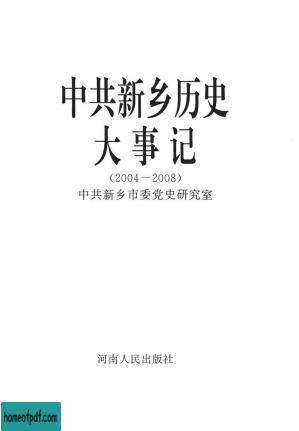 中共新乡历史
大事记
(2004—2008)
中共新乡市委党史研究室
河南人民出版社
homeofpdf.com